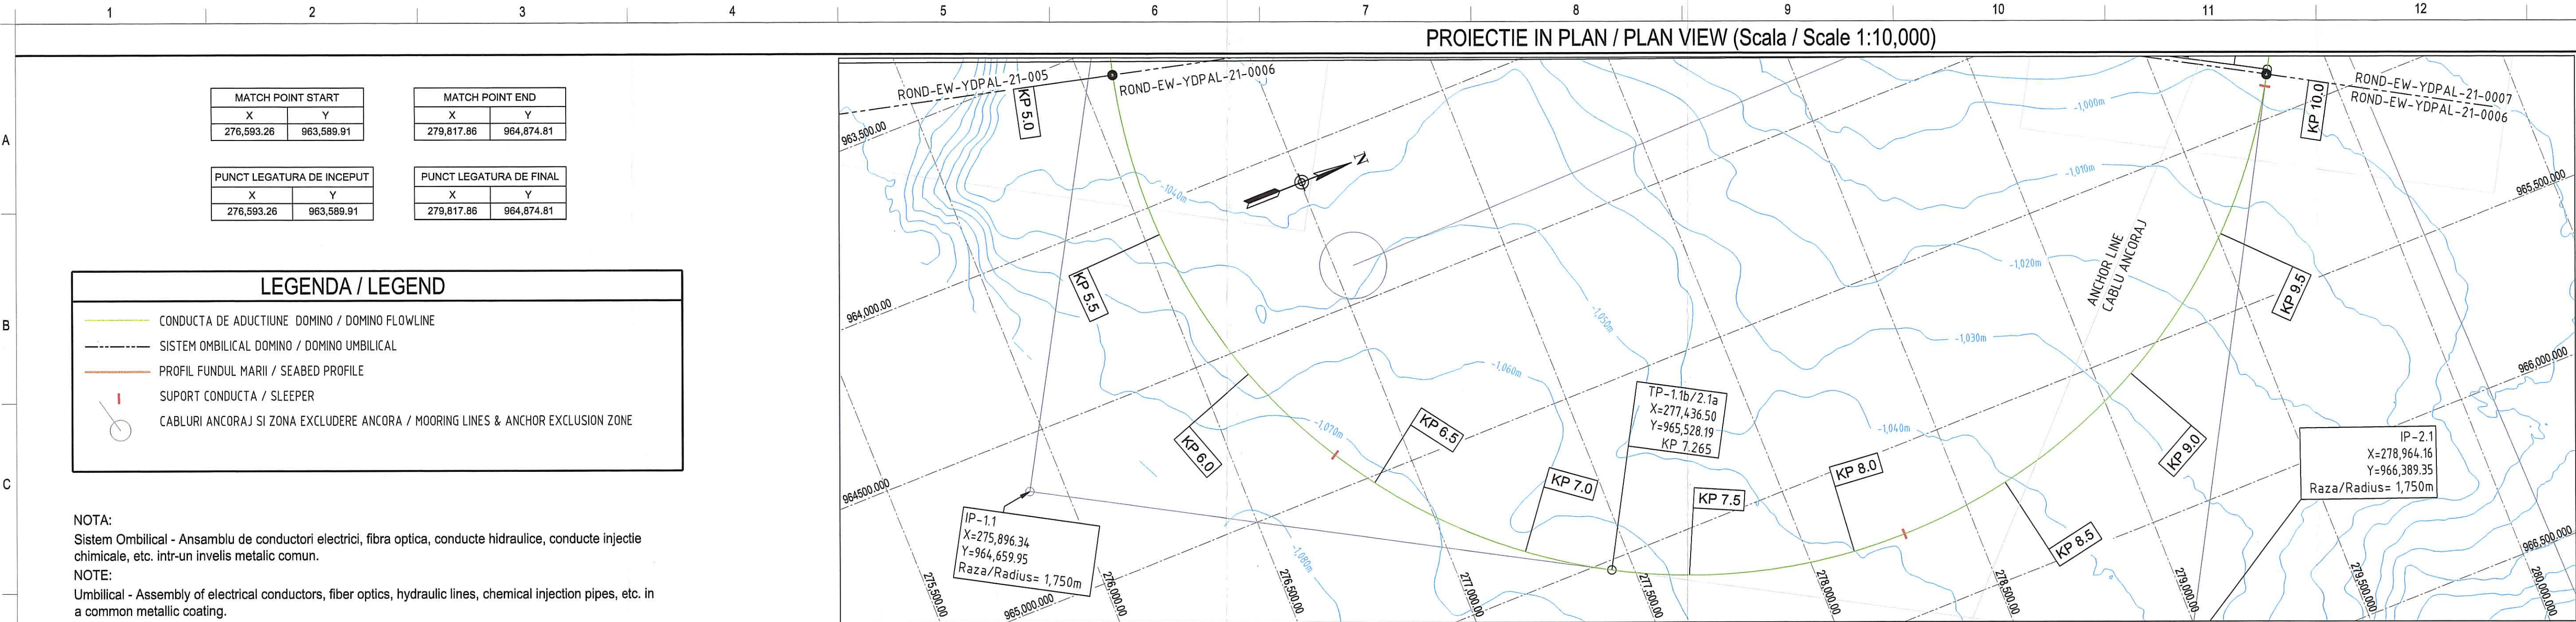 1 2 3 4 5 6 7 8 9 10 11 12
PROIECTIE IN PLAN / PLAN VIEW (Scala / Scale 1:10,000)
A
B
C
MATCH POINT START
X Y
276,593.26 963,589.91
MATCH POINT END
X Y
279,817.86 964,874.81
PUNCT LEGATURA DE INCEPUT
X Y
276,593.26 963,589.91
PUNCT LEGATURA DE FINAL
X Y
279,817.86 964,874.81
LEGENDA / LEGEND
CONDUCTA DE ADUCTIUNE DOMINO / DOMINO FLOWLINE
SISTEM OMBILICAL DOMINO / DOMINO UMBILICAL
PROFIL FUNDUL MARII / SEABED PROFILE
SUPORT CONDUCTA / SLEEPER
CABLURI ANCORAJ SI ZONA EXCLUDERE ANCORA / MOORING LINES & ANCHOR EXCLUSION ZONE
NOTA:
Sistem Ombilical - Ansamblu de conductori electrici, fibra optica, conducte hidraulice, conducte injectie
chimicale, etc. intr-un invelis metalic comun.
NOTE:
Umbilical - Assembly of electrical conductors, fiber optics, hydraulic lines, chemical injection pipes, etc. in
a common metallic coating.
ROND-EW-YDPAL-21-005
ROND-EW-YDPAL-21-0006
ROND-EW-YDPAL-21-0007
ROND-EW-YDPAL-21-0006
KP 5.0
KP 10.0
963,500.00
-1040m
N
-1,000m
-1,010m
965,500.000
KP 5.5
-1,020m
ANCHOR LINE
CABLU ANCORAJ
KP 9.5
964,000.00
-1,050m
-1,030m
966,000.000
-1,060m
TP-1.1b/2.1a
X=277,436.50
Y=965,528.19
KP 7.265
KP 6.0
-1,070m
KP 6.5
-1,040m
KP 9.0
IP-2.1
X=278,964.16
Y=966,389.35
Raza/Radius= 1,750m
964500.000
KP 7.0
KP 7.5
KP 8.0
KP 8.5
966,500.000
IP-1.1
X=275,896.34
Y=964,659.95
Raza/Radius= 1,750m
-1,080m
965,000.000
275,500.00
276,000.00
276,500.00
277,000.00
277,500.00
278,000.00
278,500.00
279,000.00
279,500.00
280,000.00